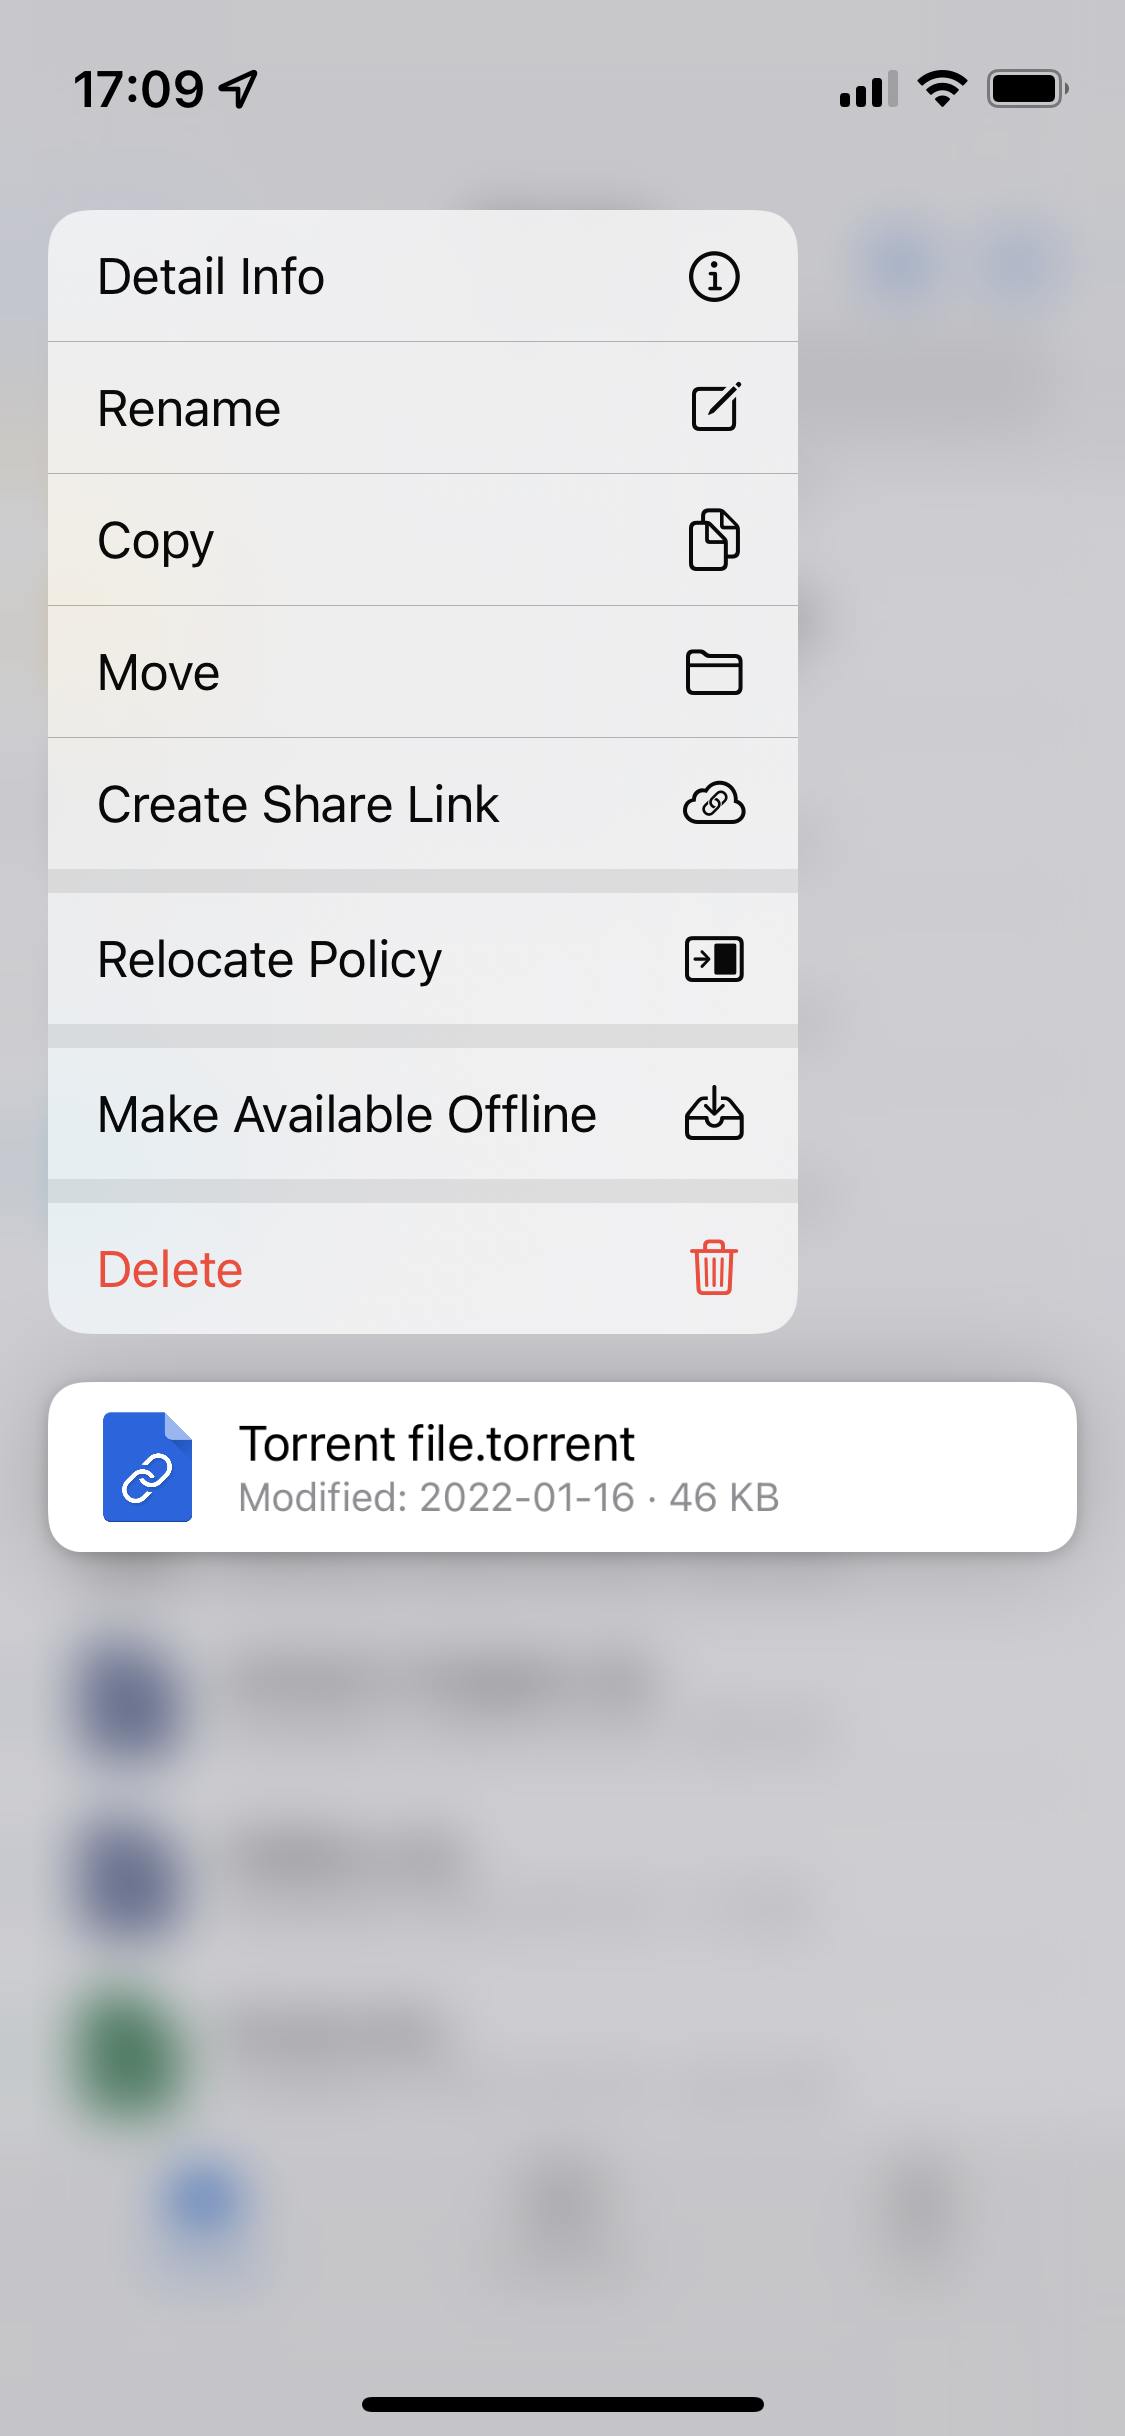 17:09
Detail Info
Rename
Copy
Move
Create Share Link
Relocate Policy
Make Available Offline
Delete
Torrent file.torrent
Modified: 2022-01-16 · 46 KB